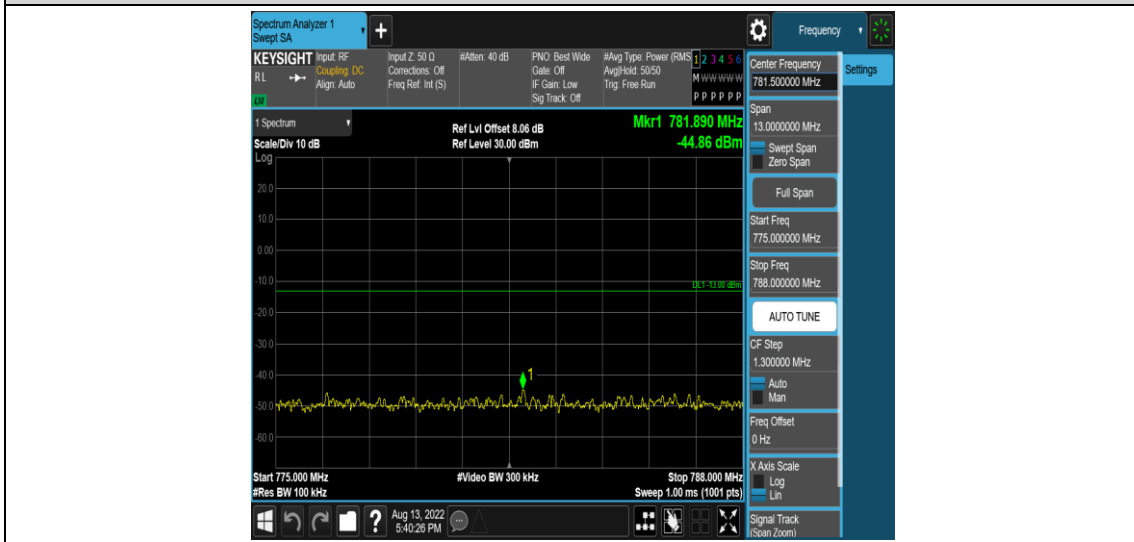 Spectrum Analyzer 1
Swept SA
Frequency
KEYSIGHT
RL
Input: RF
Coupling: DC
Align: Auto
Input Z: 50 Ω
Corrections: Off
Freq Ref: Int (S)
#Atten: 40 dB
PNO: Best Wide
Gate: Off
IF Gain: Low
Sig Track: Off
#Avg Type: Power (RMS
Avg|Hold: 50/50
Trig: Free Run
1 2 3 4 5 6
M W W W W W
P P P P P P
1 Spectrum
Scale/Div 10 dB
Log
Ref Lvl Offset 8.06 dB
Ref Level 30.00 dBm
Mkr1 781.890 MHz
-44.86 dBm
20.0
10.0
0.00
-10.0
DL1 -13.00 dBm
-20.0
-30.0
-40.0
1
-50.0
-60.0
Start 775.000 MHz
#Res BW 100 kHz
#Video BW 300 kHz
Stop 788.000 MHz
Sweep 1.00 ms (1001 pts)
Center Frequency
781.500000 MHz
Settings
Span
13.0000000 MHz
Swept Span
Zero Span
Full Span
Start Freq
775.000000 MHz
Stop Freq
788.000000 MHz
AUTO TUNE
CF Step
1.300000 MHz
Auto
Man
Freq Offset
0 Hz
X Axis Scale
Log
Lin
Signal Track
(Span Zoom)
?
Aug 13, 2022
5:40:26 PM